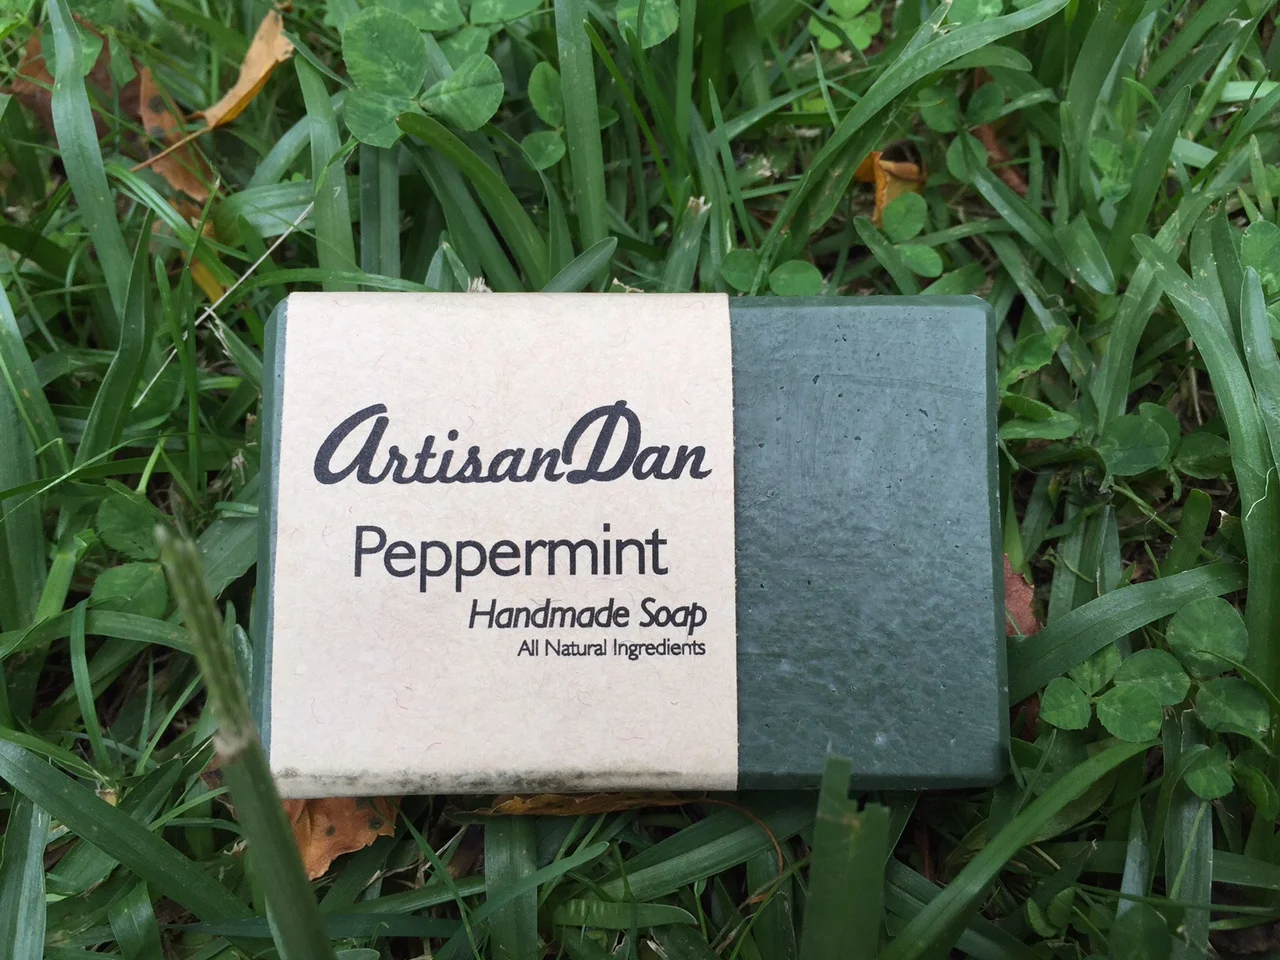 ArtisanDan
Peppermint
Handmade Soap
All Natural Ingredients